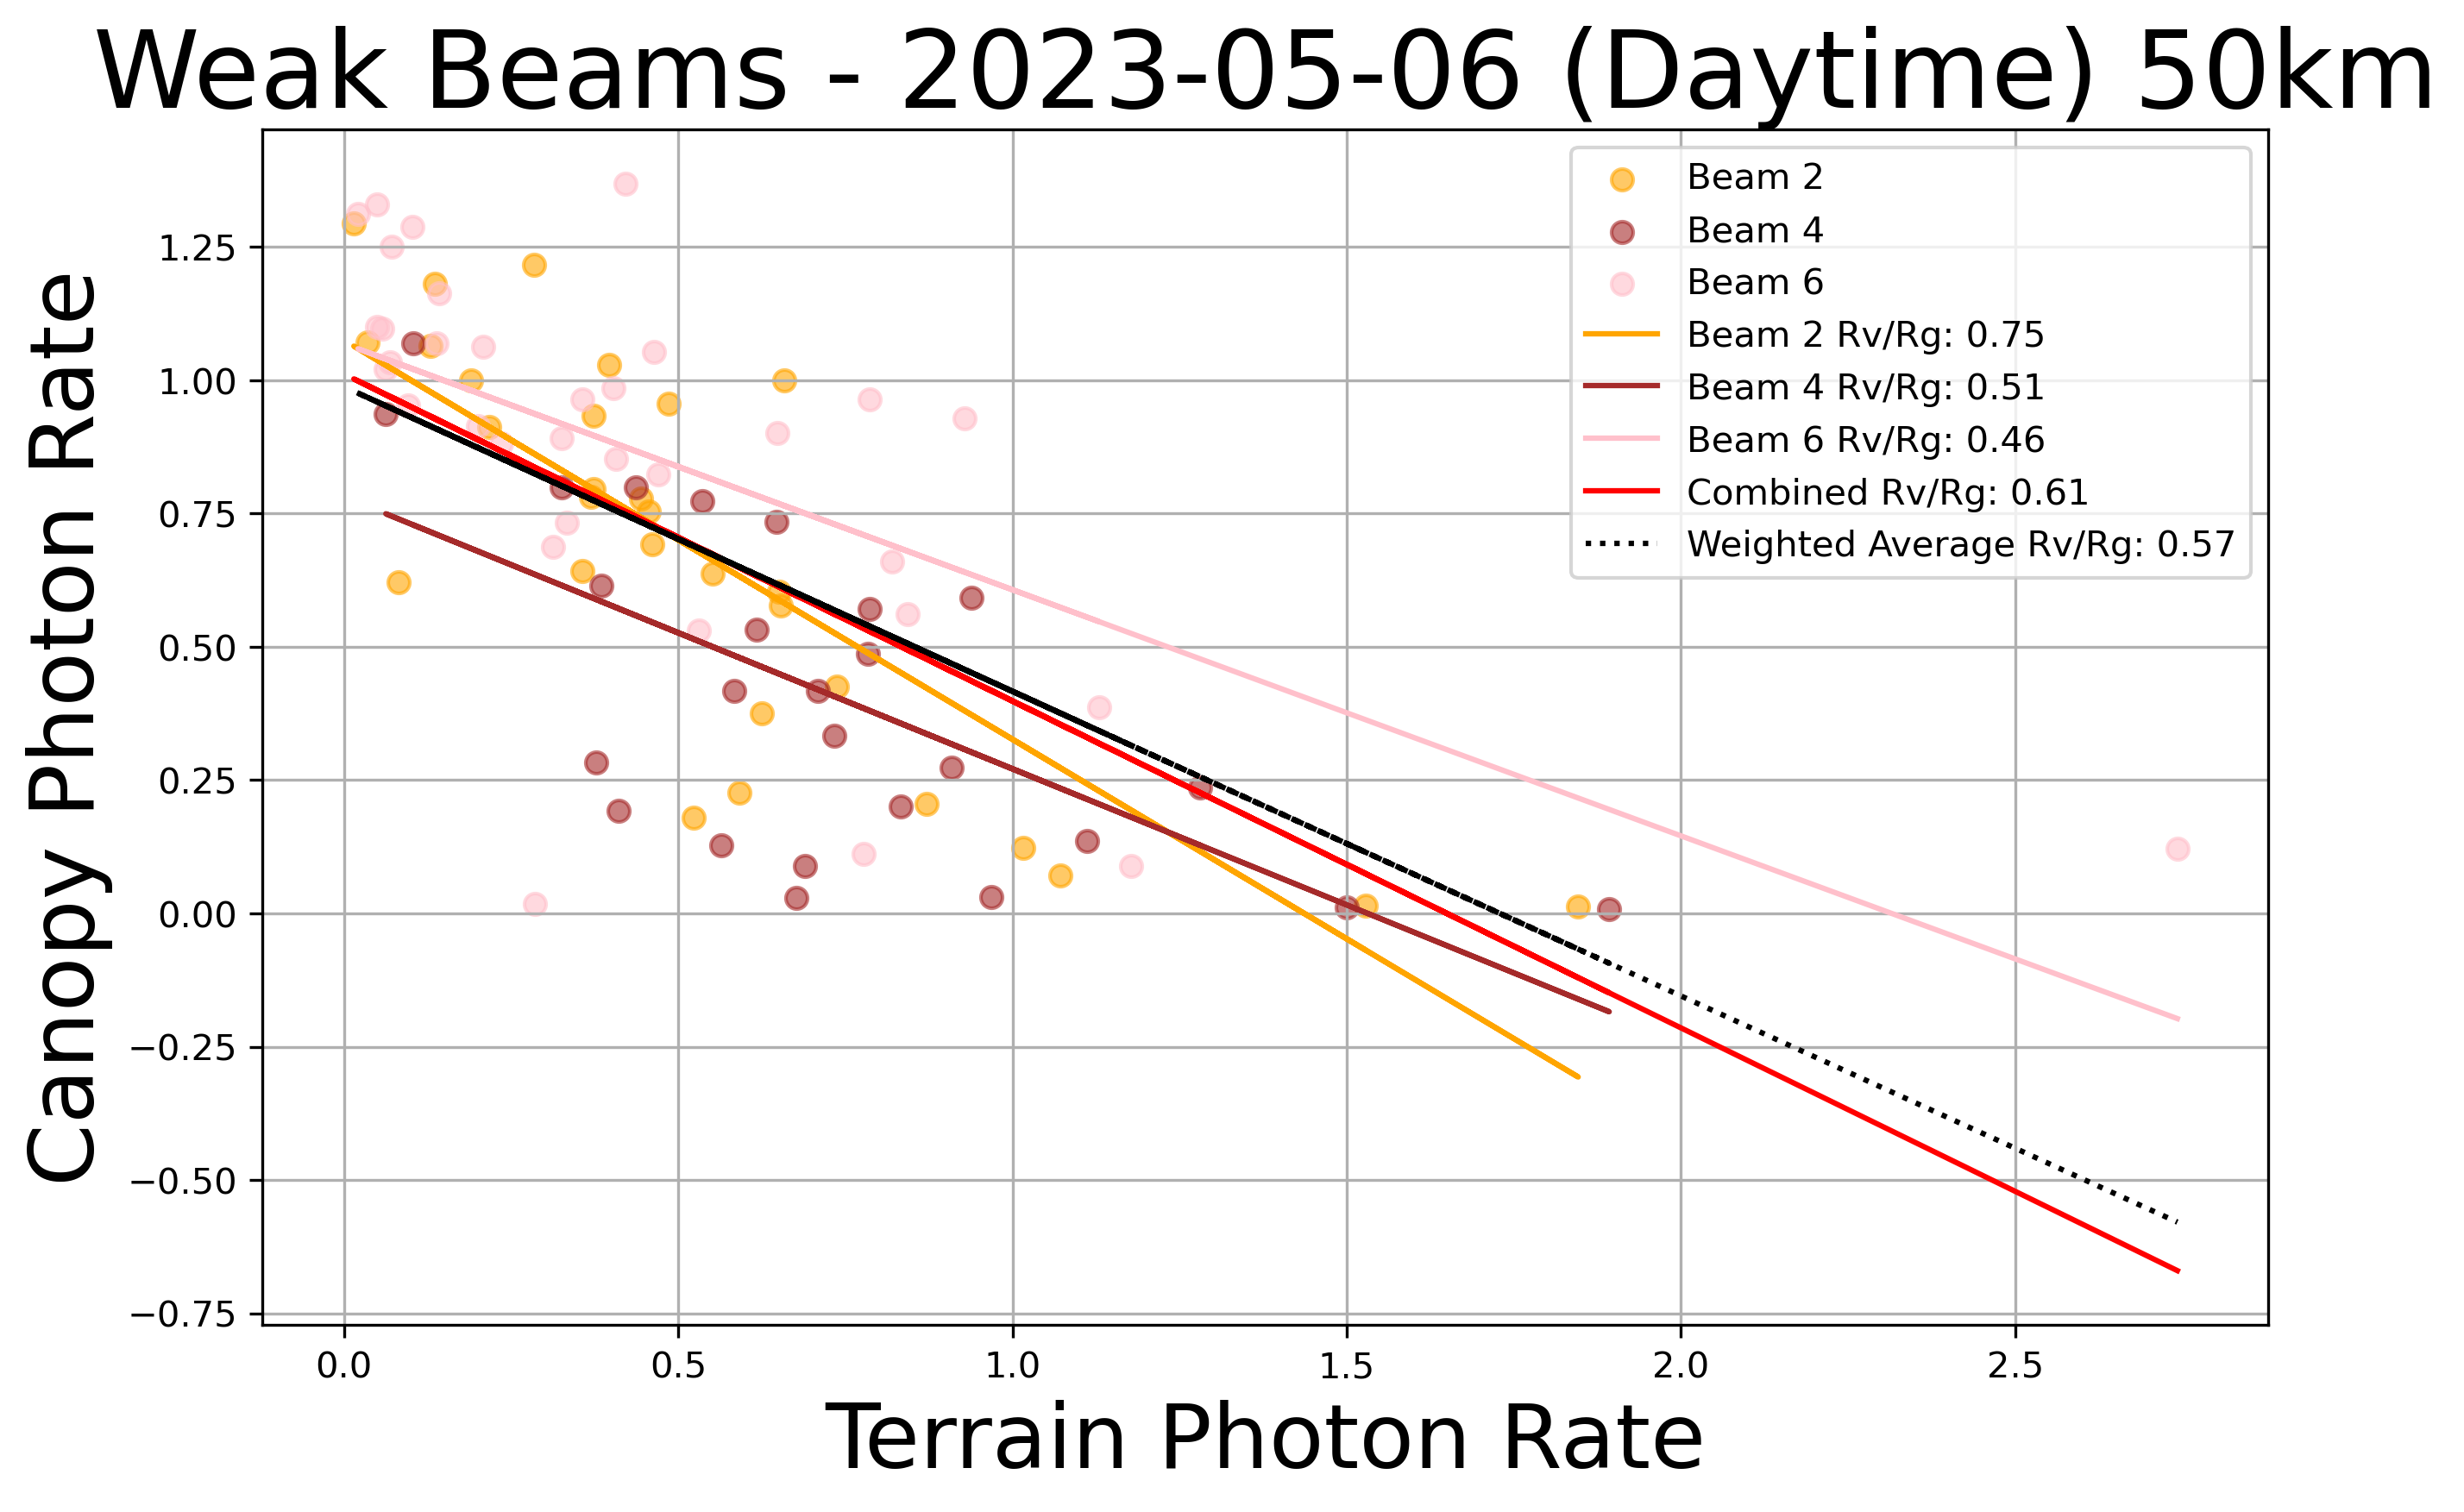 Weak Beams - 2023-05-06 (Daytime) 50km
Canopy Photon Rate
1.25
1.00
0.75
0.50
0.25
0.00
−0.25
−0.50
−0.75
Beam 2
Beam 4
Beam 6
Beam 2 Rv/Rg: 0.75
Beam 4 Rv/Rg: 0.51
Beam 6 Rv/Rg: 0.46
Combined Rv/Rg: 0.61
Weighted Average Rv/Rg: 0.57
0.0 0.5 1.0 1.5 2.0 2.5
Terrain Photon Rate